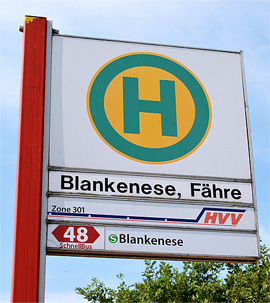 H
Blankenese, Fähre
Zone 301
HVV
48
SchnellBus
S Blankenese